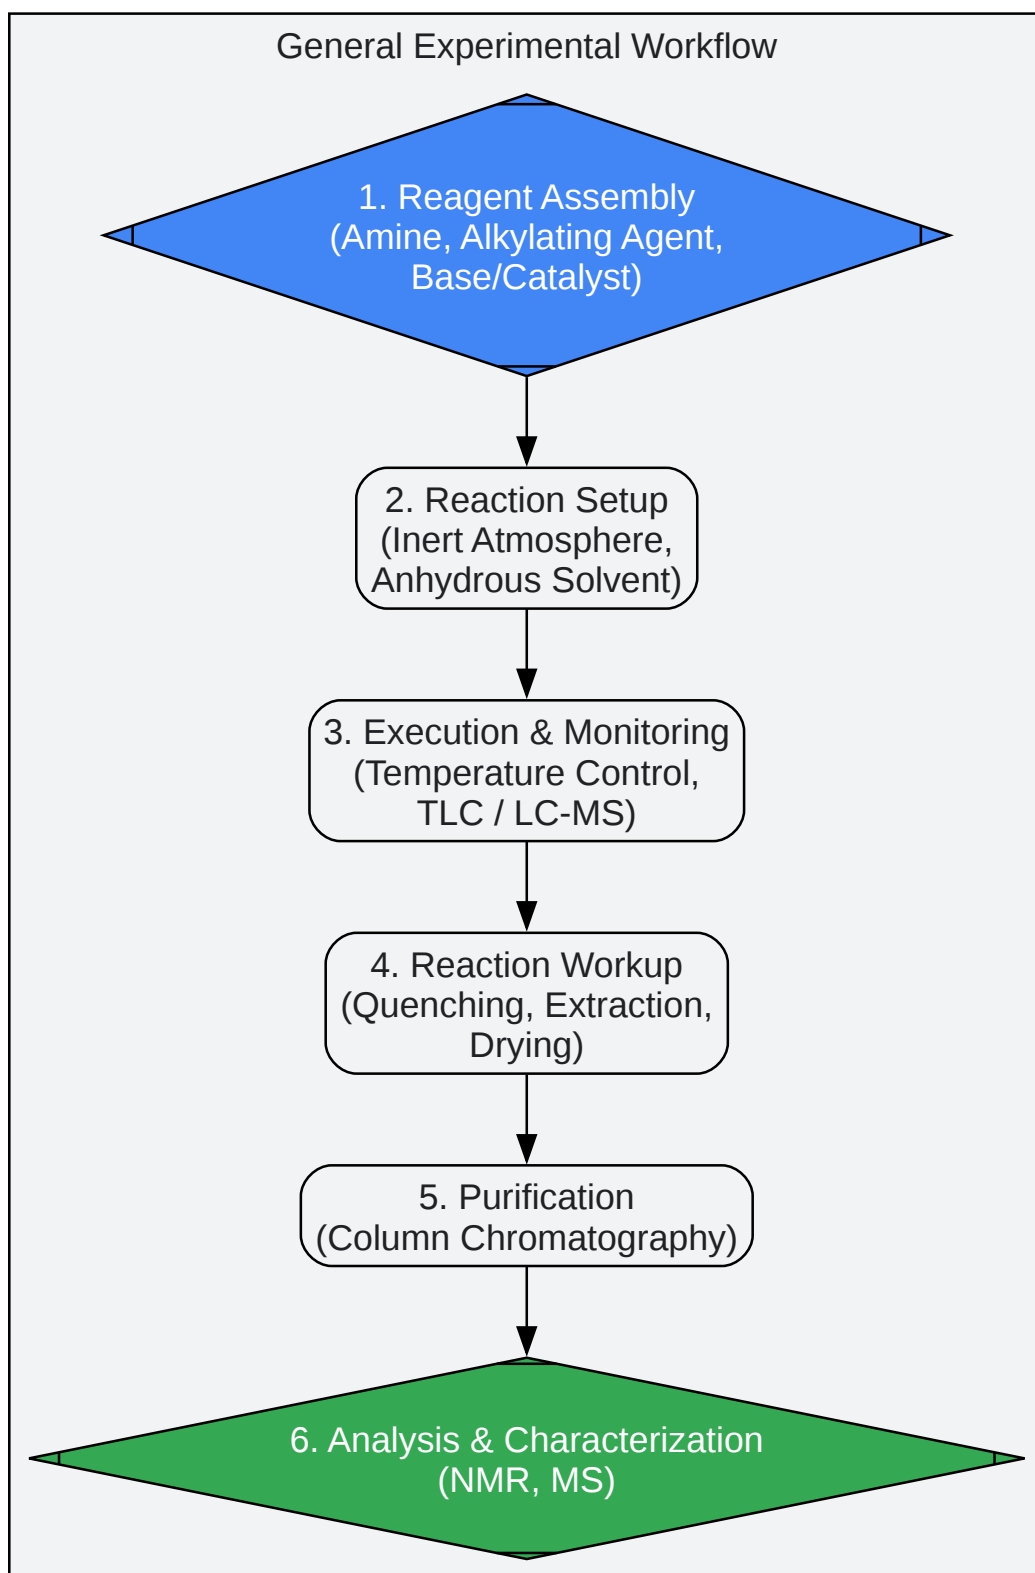 General Experimental Workflow
1. Reagent Assembly
(Amine, Alkylating Agent,
Base/Catalyst)
2. Reaction Setup
(Inert Atmosphere,
Anhydrous Solvent)
3. Execution & Monitoring
(Temperature Control,
TLC / LC-MS)
4. Reaction Workup
(Quenching, Extraction,
Drying)
5. Purification
(Column Chromatography)
6. Analysis & Characterization
(NMR, MS)